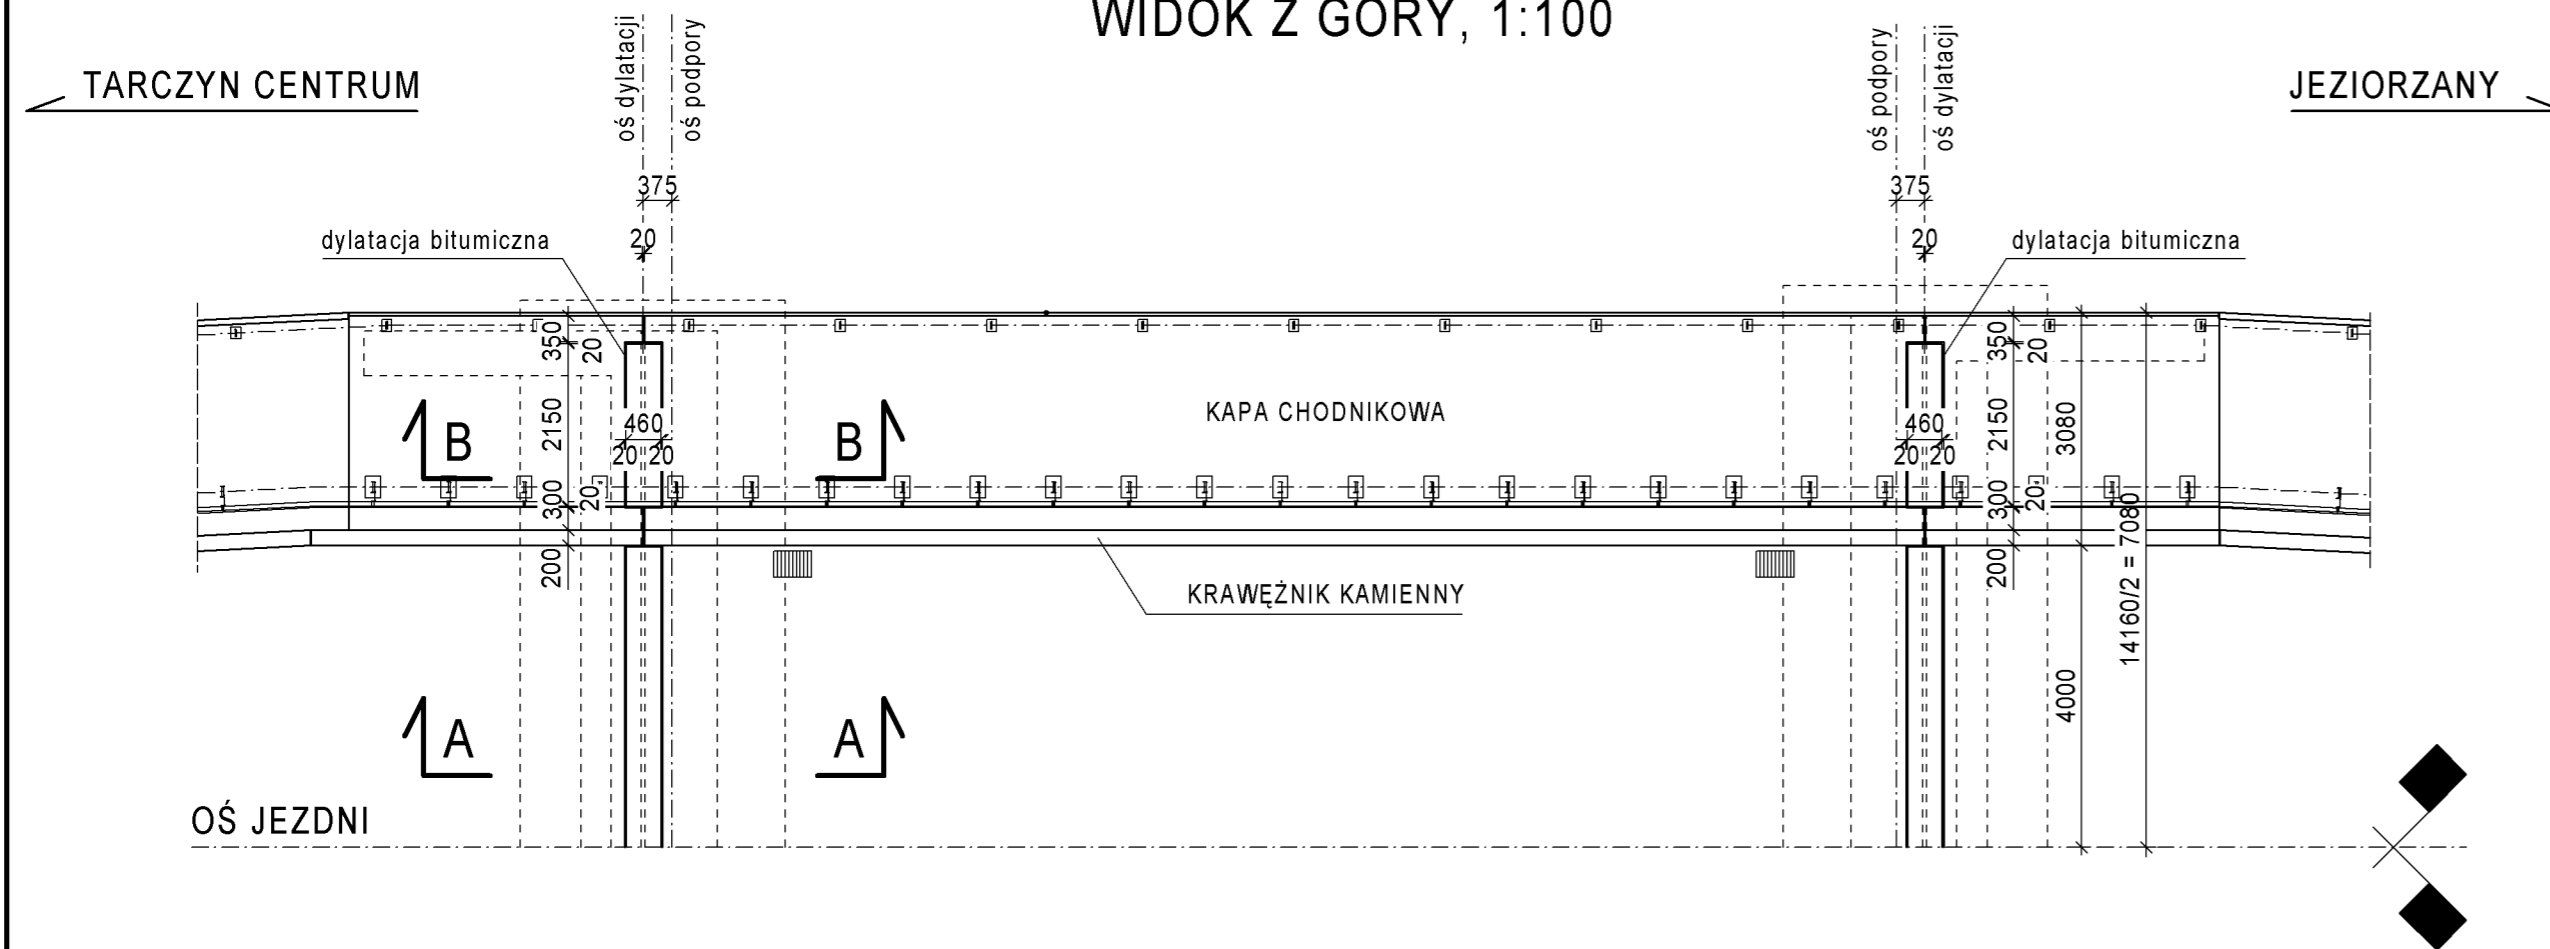 WIDOK Z GÓRY, 1:100
TARCZYN CENTRUM
JEZIORZANY
oś dylatacji
oś podpory
oś podpory
oś dylatacji
375
375
20
20
dylatacja bitumiczna
dylatacja bitumiczna
350
20
350
20
2150
460
20 20
B
B
KAPA CHODNIKOWA
460
20 20
2150
3080
300
20
300
20
200
KRAWĘŻNIK KAMIENNY
200
14160/2 = 7080
4000
A
A
OŚ JEZDNI